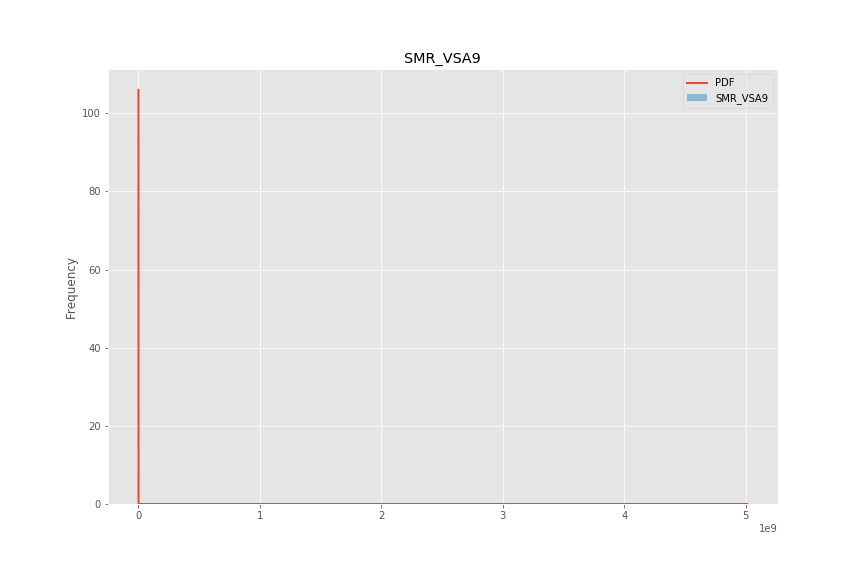 SMR_VSA9
PDF
SMR_VSA9
Frequency
100
80
60
40
20
0
0 1 2 3 4 5
1e9